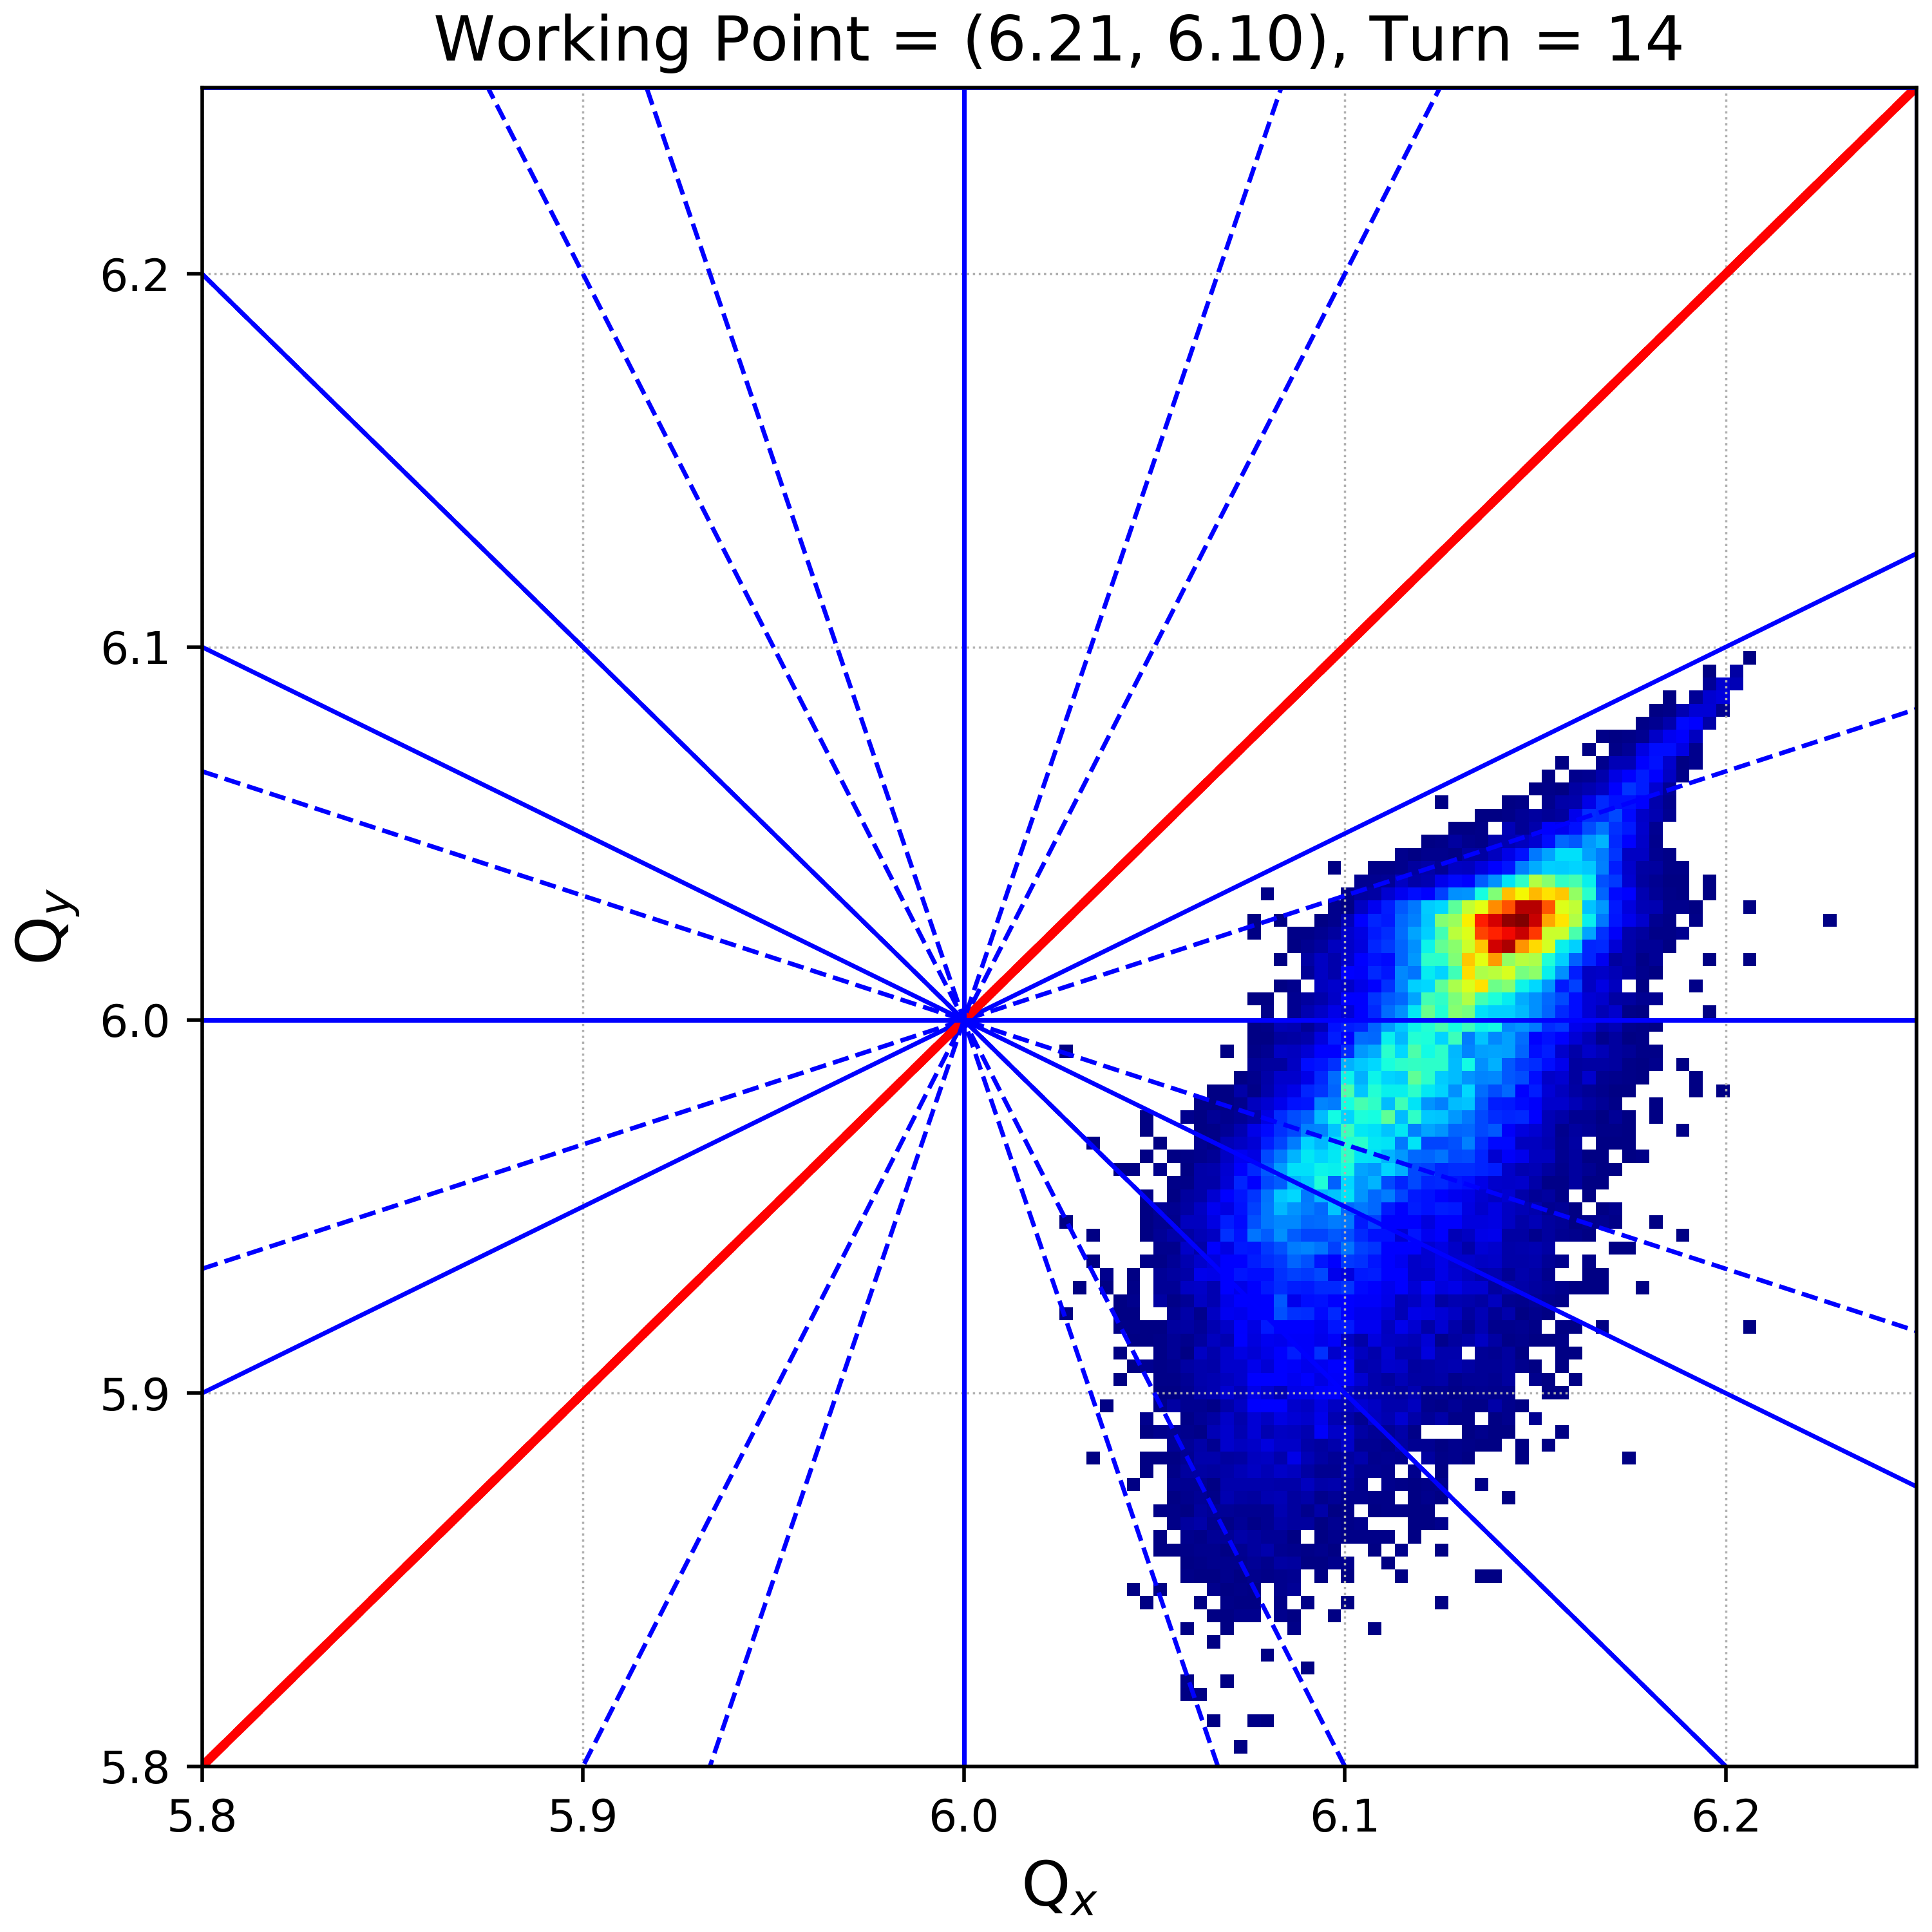 Working Point = (6.21, 6.10), Turn = 14
6.2
6.1
6.0
5.9
5.8
Qy
5.8 5.9 6.0 6.1 6.2
Qx